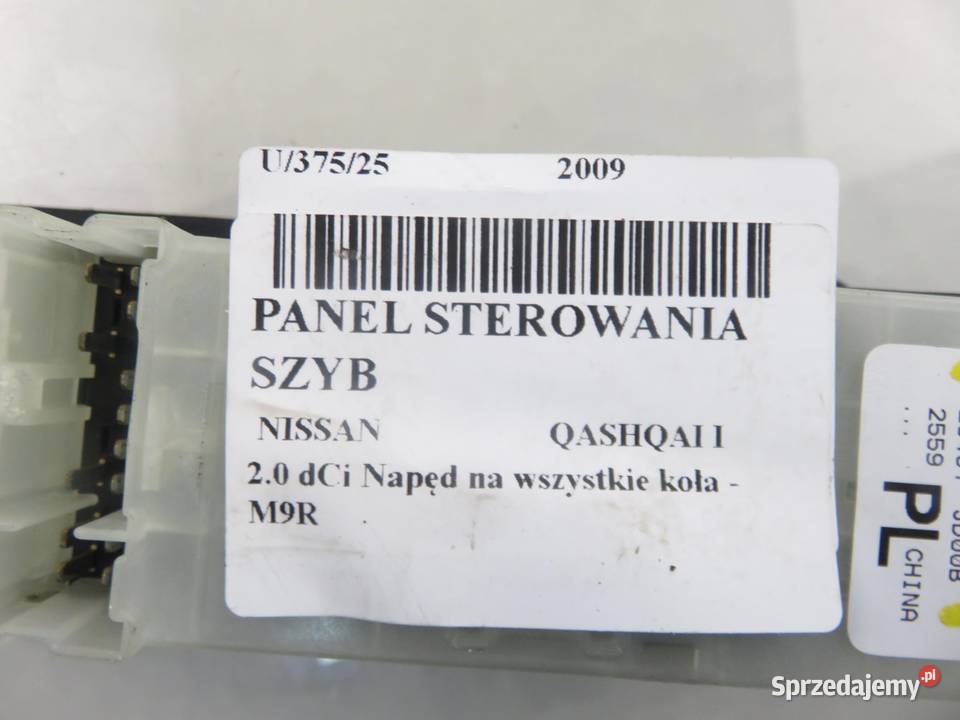 U/375/25 2009
PANEL STEROWANIA
SZYB
NISSAN QASHQAI I
2.0 dCi Napęd na wszystkie koła -
M9R
JD00B
2559
...
PL
CHINA
Sprzedajemy.pl